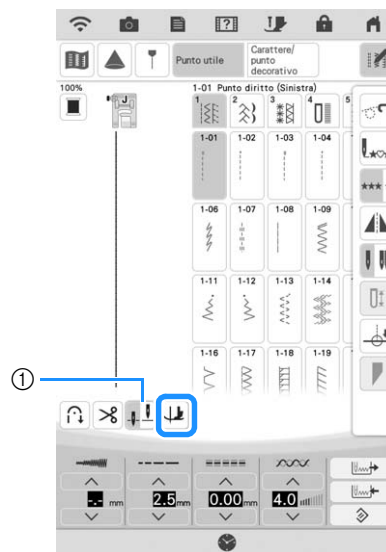 Punto utile
Carattere/
punto
decorativo
100%
1-01 Punto diritto (Sinistra)
J
1 2 3 4 5
1-01 1-02 1-03 1-04
1-06 1-07 1-08 1-09
1-11 1-12 1-13 1-14
1-16 1-17 1-18 1-19
①
-.- mm 2.5 mm 0.00 mm 4.0